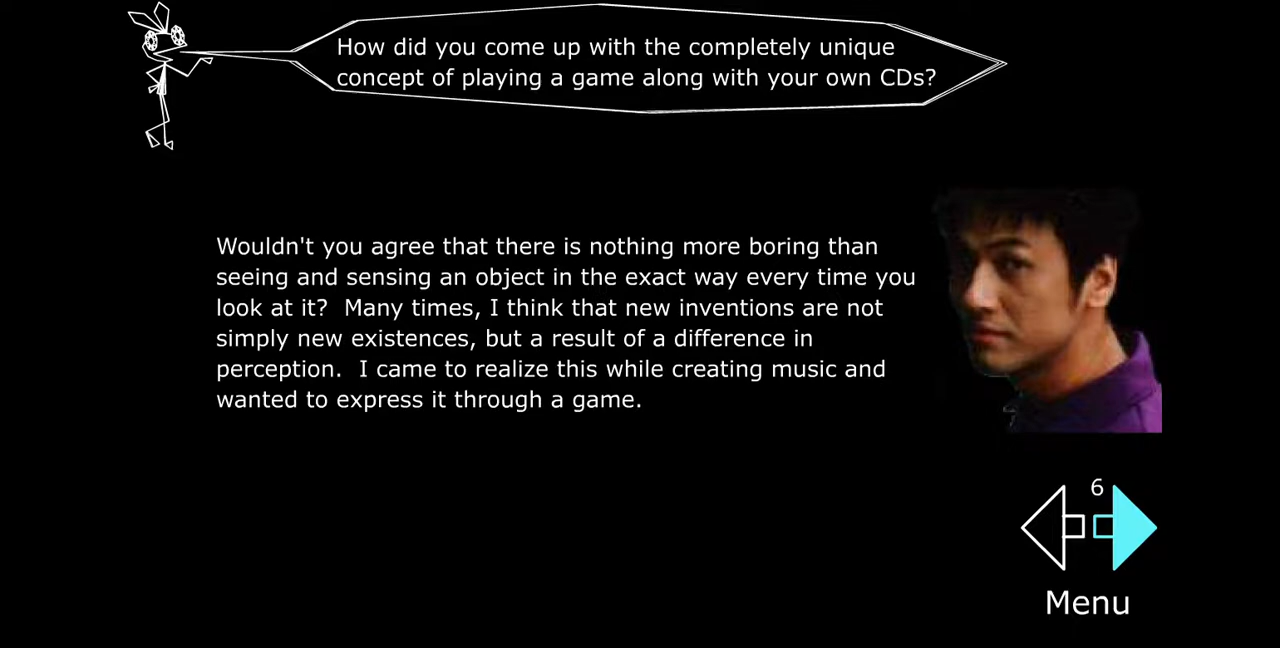 How did you come up with the completely unique
concept of playing a game along with your own CDs?
Wouldn't you agree that there is nothing more boring than
seeing and sensing an object in the exact way every time you
look at it? Many times, I think that new inventions are not
simply new existences, but a result of a difference in
perception. I came to realize this while creating music and
wanted to express it through a game.
6
Menu